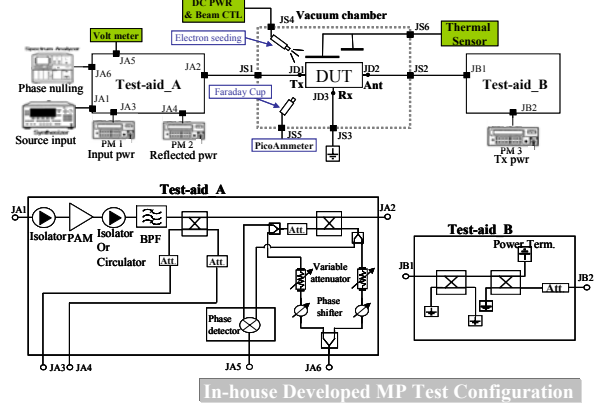 DC PWR
& Beam CTL
JS4
Vacuum chamber
JS6
Thermal
Sensor
Volt meter
Electron seeding
Spectrum Analyzer
JA5
JA6
JA2
JS1
JD1
DUT
JD2
JS2
JB1
Phase nulling
Test-aid_A
Tx
Ant
Test-aid_B
JD3
Rx
JA1
JA3
JA4
Faraday Cup
JB2
Synthesizer
Source input
PM 1
Input pwr
PM 2
Reflected pwr
JS5
PicoAmmeter
JS3
PM 3
Tx pwr
Test-aid_A
JA1
JA2
Isolator
PAM
Isolator
Or
Circulator
BPF
Att.
Att.
Att.
Variable
attenuator
Phase
shifter
Phase
detector
JA3
JA4
JA5
JA6
Test-aid_B
Power Term.
JB1
JB2
Att.
In-house Developed MP Test Configuration